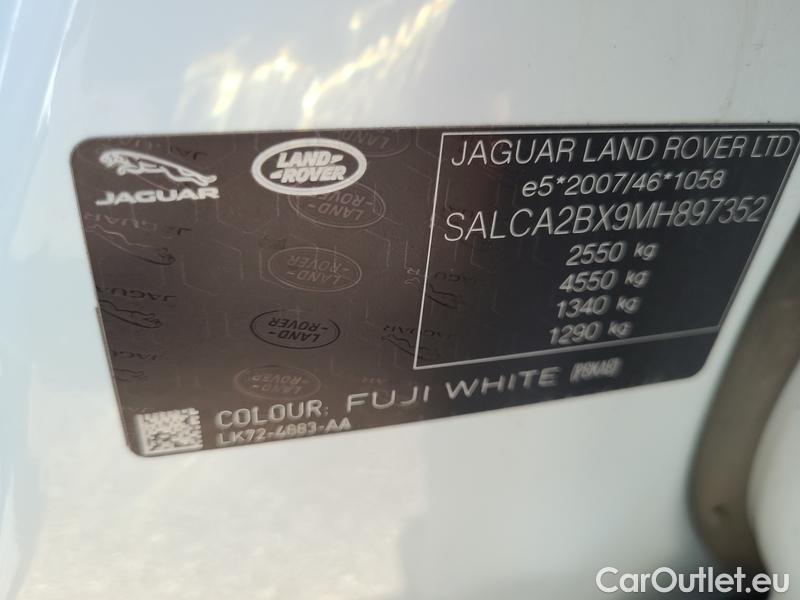 JAGUAR
LAND ROVER
JAGUAR LAND ROVER LTD
e5*2007/46*1058
SALCA2BX9MH897352
2550 kg
4550 kg
1340 kg
1290 kg
COLOUR: FUJI WHITE
LK72-4683-AA
CarOutlet.eu